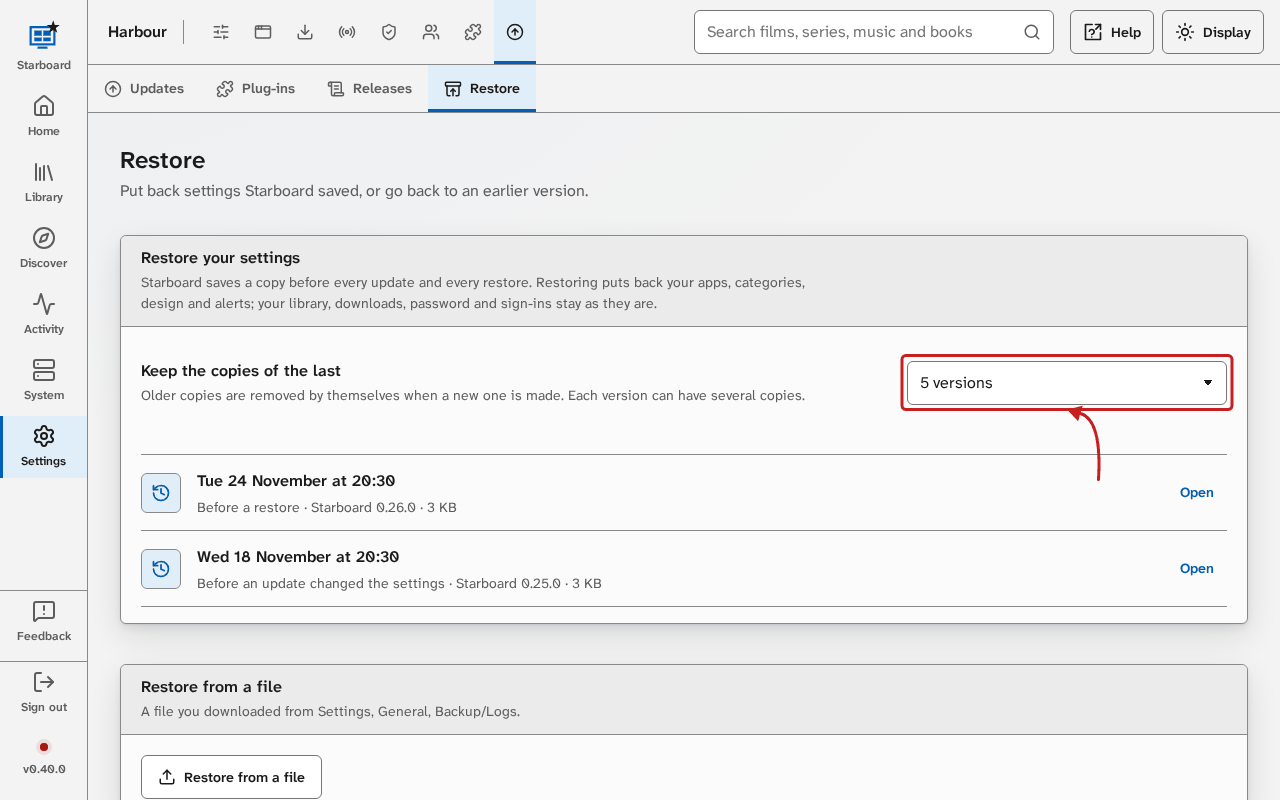 Starboard
Home
Library
Discover
Activity
System
Settings
Feedback
Sign out
v0.40.0
Harbour
Search films, series, music and books
Help
Display
Updates
Plug-ins
Releases
Restore
Restore
Put back settings Starboard saved, or go back to an earlier version.
Restore your settings
Starboard saves a copy before every update and every restore. Restoring puts back your apps, categories,
design and alerts; your library, downloads, password and sign-ins stay as they are.
Keep the copies of the last
Older copies are removed by themselves when a new one is made. Each version can have several copies.
5 versions
Tue 24 November at 20:30
Before a restore · Starboard 0.26.0 · 3 KB
Open
Wed 18 November at 20:30
Before an update changed the settings · Starboard 0.25.0 · 3 KB
Open
Restore from a file
A file you downloaded from Settings, General, Backup/Logs.
Restore from a file